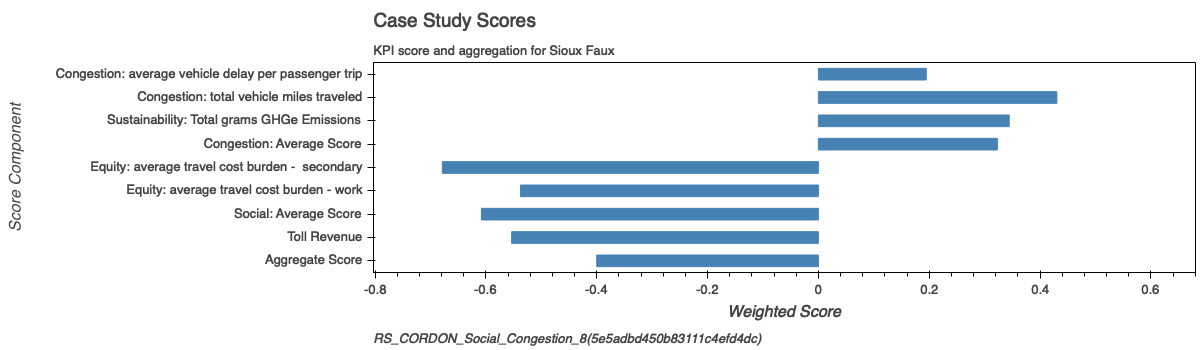 Case Study Scores
KPI score and aggregation for Sioux Faux
Score Component
Congestion: average vehicle delay per passenger trip
Congestion: total vehicle miles traveled
Sustainability: Total grams GHGe Emissions
Congestion: Average Score
Equity: average travel cost burden -  secondary
Equity: average travel cost burden - work
Social: Average Score
Toll Revenue
Aggregate Score
-0.8 -0.6 -0.4 -0.2 0 0.2 0.4 0.6
Weighted Score
RS_CORDON_Social_Congestion_8(5e5adbd450b83111c4efd4dc)